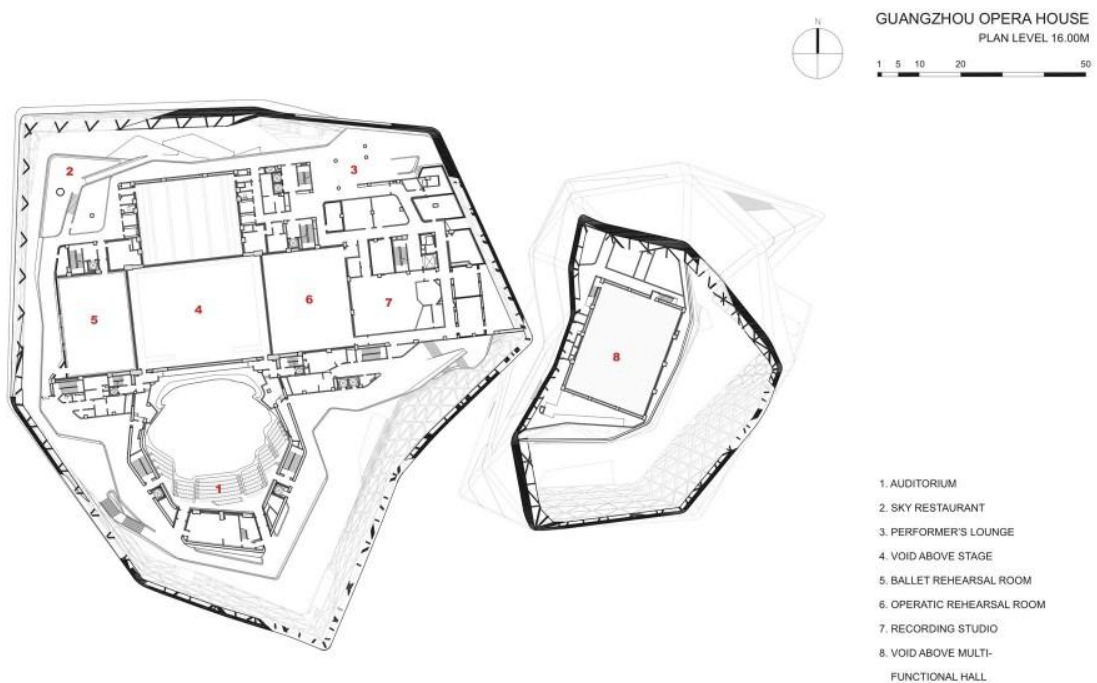 N
GUANGZHOU OPERA HOUSE
PLAN LEVEL 16.00M
1 5 10 20 50
2
3
6
4
7
5
8
1
1. AUDITORIUM
2. SKY RESTAURANT
3. PERFORMER'S LOUNGE
4. VOID ABOVE STAGE
5. BALLET REHEARSAL ROOM
6. OPERATIC REHEARSAL ROOM
7. RECORDING STUDIO
8. VOID ABOVE MULTI-
FUNCTIONAL HALL